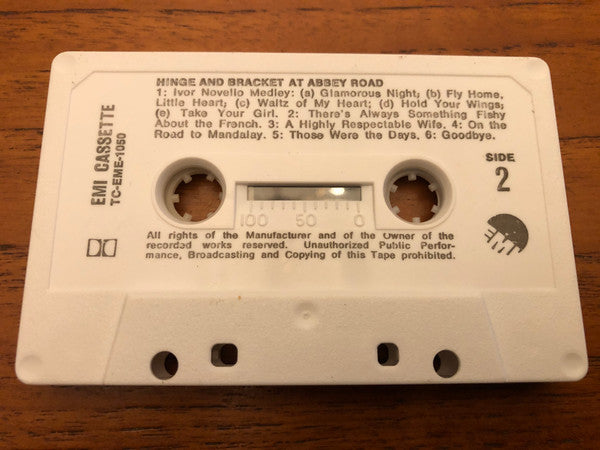 HINGE AND BRACKET AT ABBEY ROAD
1: Ivor Novello Medley: (a) Glamorous Night, (b) Fly Home,
Little Heart, (c) Waltz of My Heart; (d) Hold Your Wings,
(e) Take Your Girl. 2: There's Always Something Fishy
About the French. 3: A Highly Respectable Wife. 4: On the
Road to Mandalay. 5: Those Were the Days. 6: Goodbye.
EMI CASSETTE
TC-EME-1050
SIDE
2
100 50 0
EMI
All rights of the Manufacturer and of the Owner of the
recorded works reserved. Unauthorized Public Perfor-
mance, Broadcasting and Copying of this Tape prohibited.